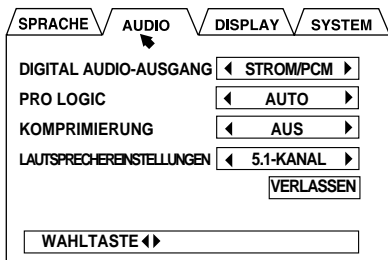 SPRACHE AUDIO DISPLAY SYSTEM
DIGITAL AUDIO-AUSGANG ◀ STROM/PCM ▶
PRO LOGIC ◀ AUTO ▶
KOMPRIMIERUNG ◀ AUS ▶
LAUTSPRECHEREINSTELLUNGEN ◀ 5.1-KANAL ▶
VERLASSEN
WAHLTASTE ◀▶